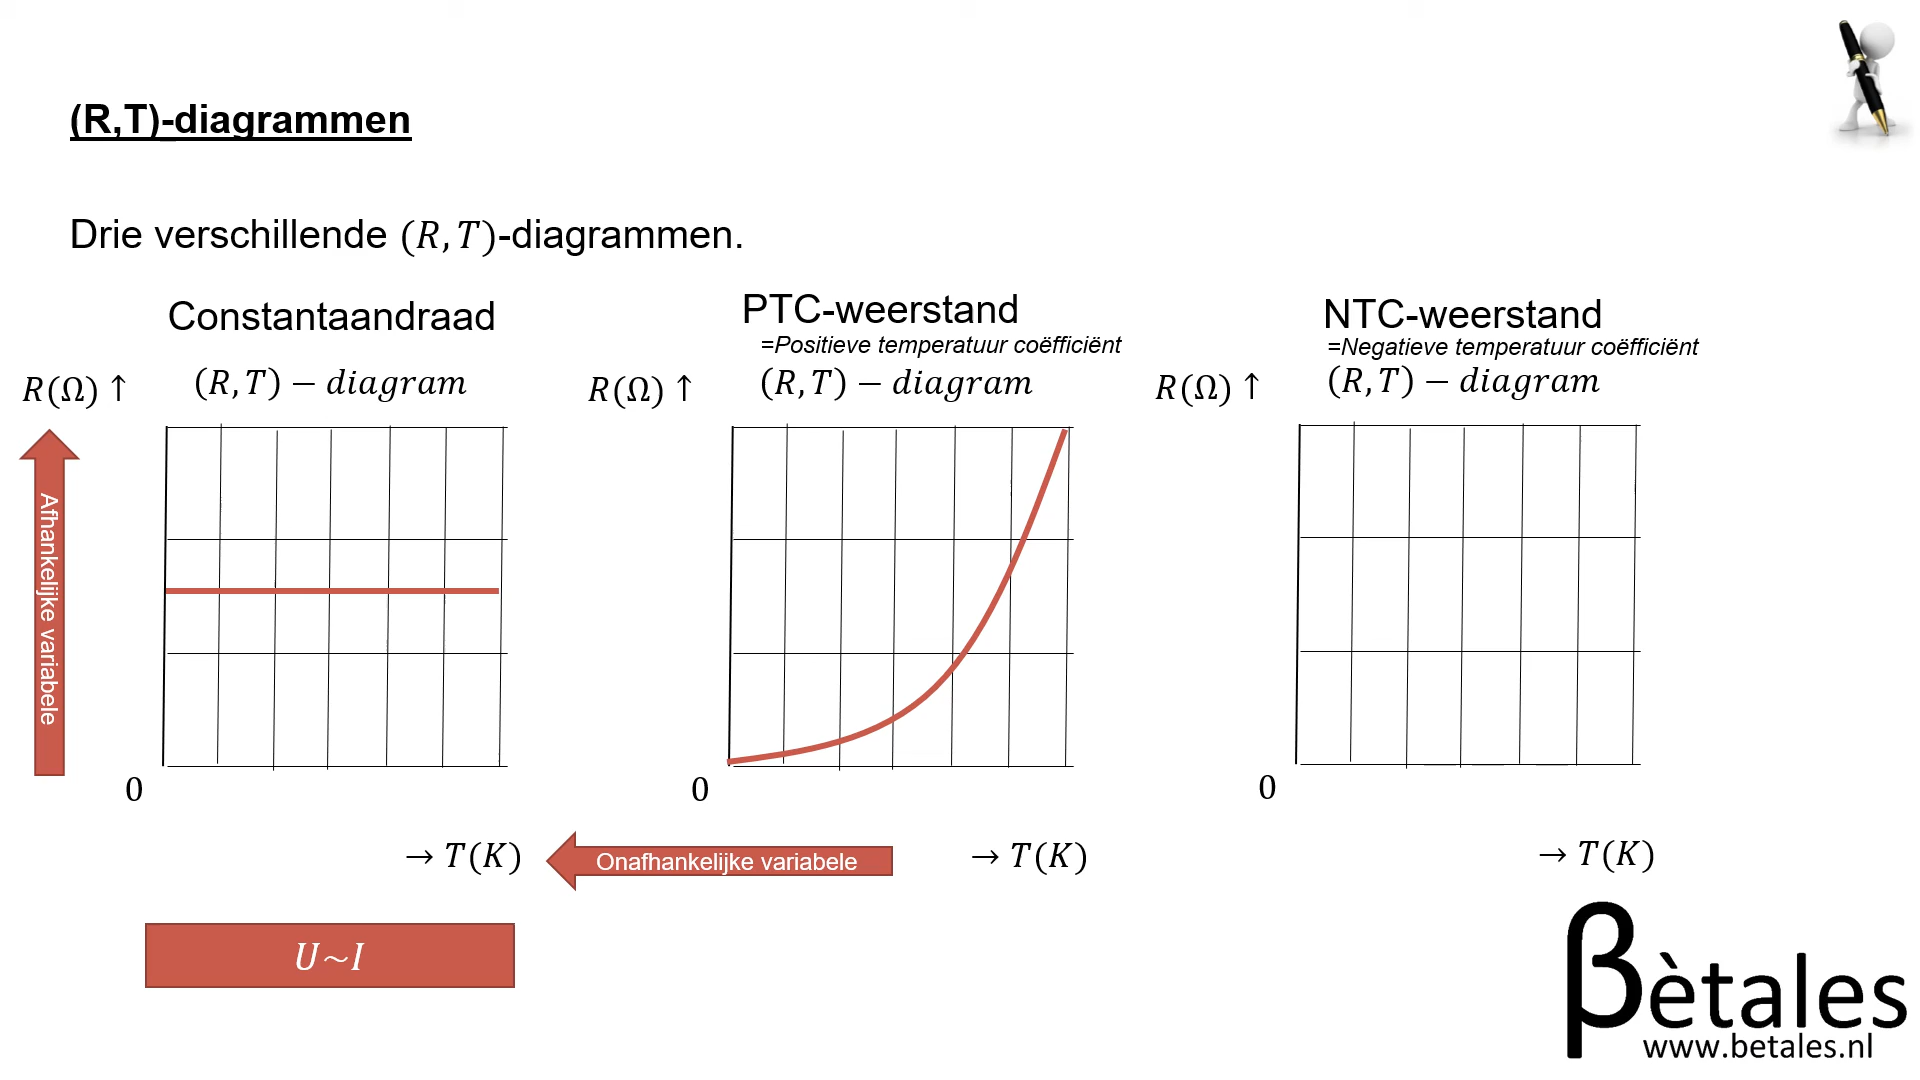 (R,T)-diagrammen
Drie verschillende (R,T)-diagrammen.
Constantaandraad
R(Ω) ↑
(R,T) − diagram
Afhankelijke variabele
0
→ T(K)
U~I
PTC-weerstand
=Positieve temperatuur coëfficiënt
R(Ω) ↑
(R,T) − diagram
0
Onafhankelijke variabele
→ T(K)
NTC-weerstand
=Negatieve temperatuur coëfficiënt
R(Ω) ↑
(R,T) − diagram
0
→ T(K)
βètales
www.betales.nl